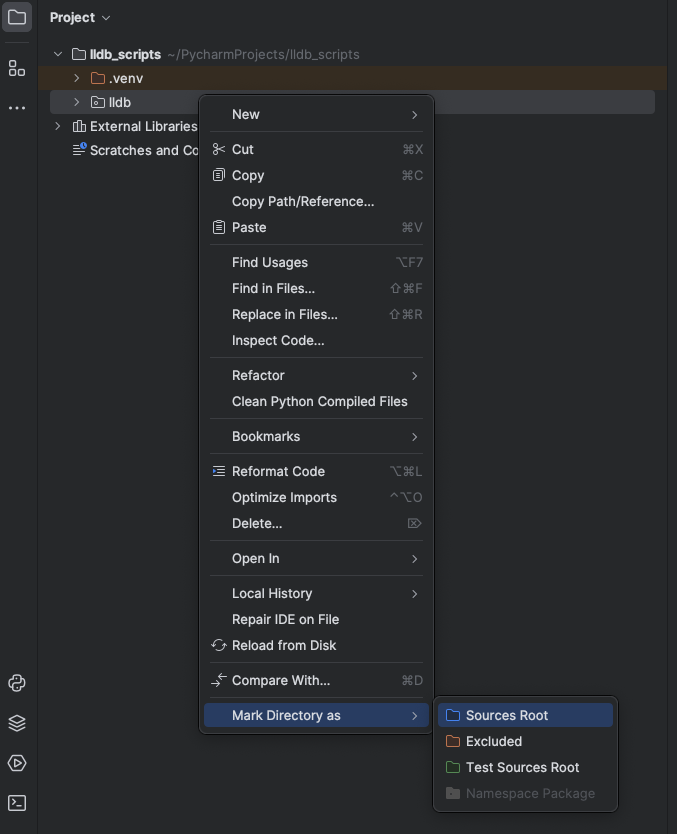 Project
lldb_scripts ~/PycharmProjects/lldb_scripts
.venv
lldb
External Libraries
Scratches and Co
New
Cut ⌘X
Copy ⌘C
Copy Path/Reference...
Paste ⌘V
Find Usages ⌥F7
Find in Files... ⇧⌘F
Replace in Files... ⇧⌘R
Inspect Code...
Refactor
Clean Python Compiled Files
Bookmarks
Reformat Code ⌥⌘L
Optimize Imports ^⌥O
Delete... ⌦
Open In
Local History
Repair IDE on File
Reload from Disk
Compare With... ⌘D
Mark Directory as
Sources Root
Excluded
Test Sources Root
Namespace Package